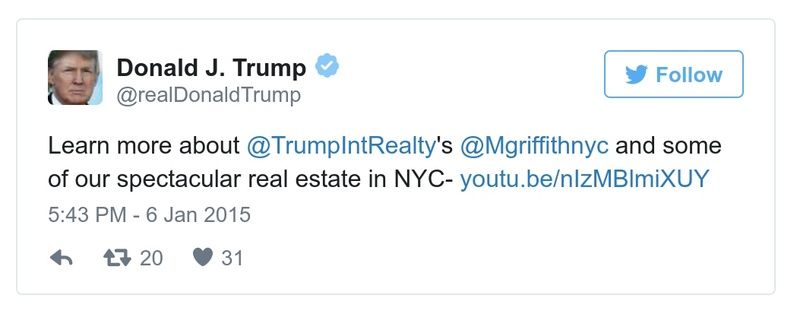 Donald J. Trump
@realDonaldTrump
Follow
Learn more about @TrumpIntRealty's @Mgriffithnyc and some
of our spectacular real estate in NYC- youtu.be/nIzMBlmiXUY
5:43 PM - 6 Jan 2015
20 31